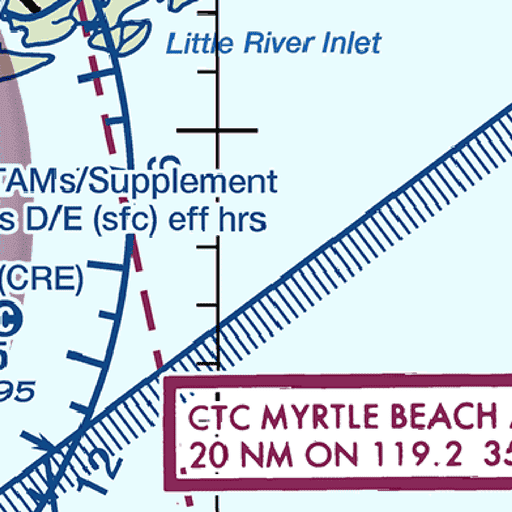 Little River Inlet
TAMs/Supplement
s D/E (sfc) eff hrs
(CRE)
C
95
12
CTC MYRTLE BEACH
20 NM ON 119.2 35